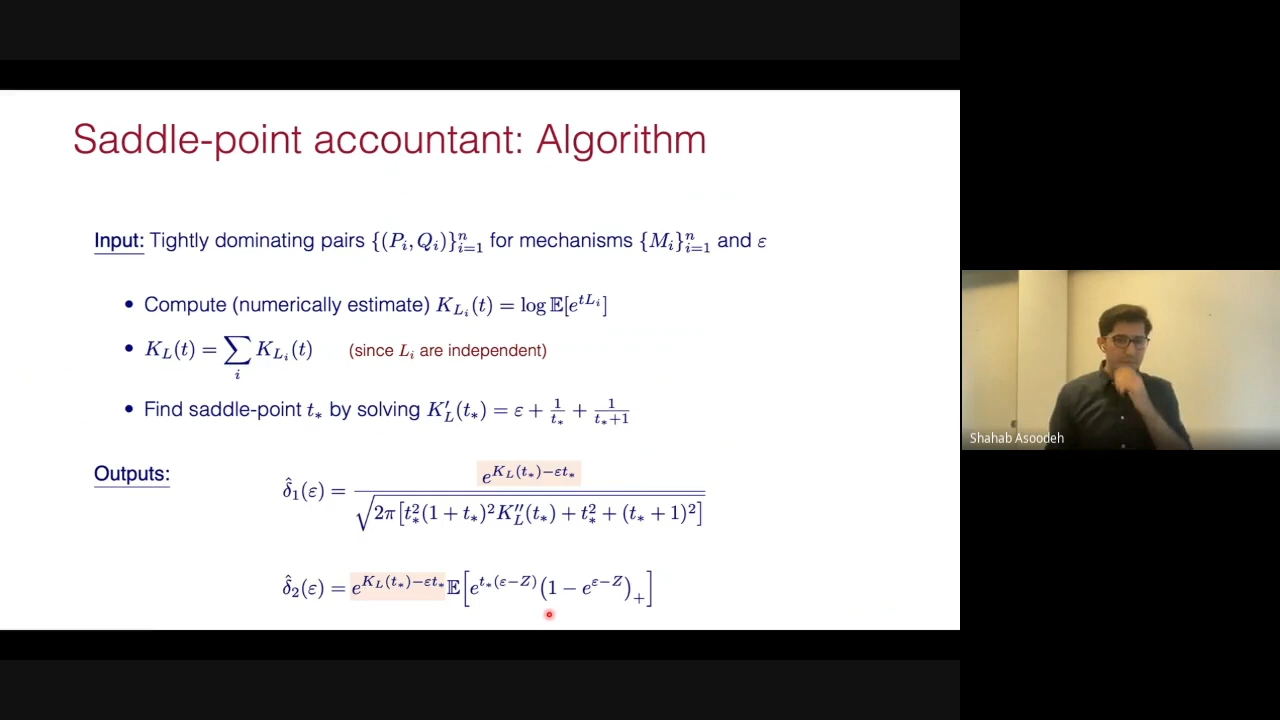 Saddle-point accountant: Algorithm
Input: Tightly dominating pairs {(P_i, Q_i)}_{i=1}^n for mechanisms {M_i}_{i=1}^n and ε
• Compute (numerically estimate) K_{L_i}(t) = log 𝔼[e^{tL_i}]
• K_L(t) = ∑_i K_{L_i}(t) (since L_i are independent)
• Find saddle-point t_* by solving K'_L(t_*) = ε + 1/t_* + 1/(t_*+1)
Outputs:
δ̂_1(ε) = e^{K_L(t_*)−εt_*} / √(2π[t_*^2(1 + t_*)^2 K''_L(t_*) + t_*^2 + (t_* + 1)^2])
δ̂_2(ε) = e^{K_L(t_*)−εt_*} 𝔼[e^{t_*(ε−Z)}(1 − e^{ε−Z})_+]
Shahab Asoodeh